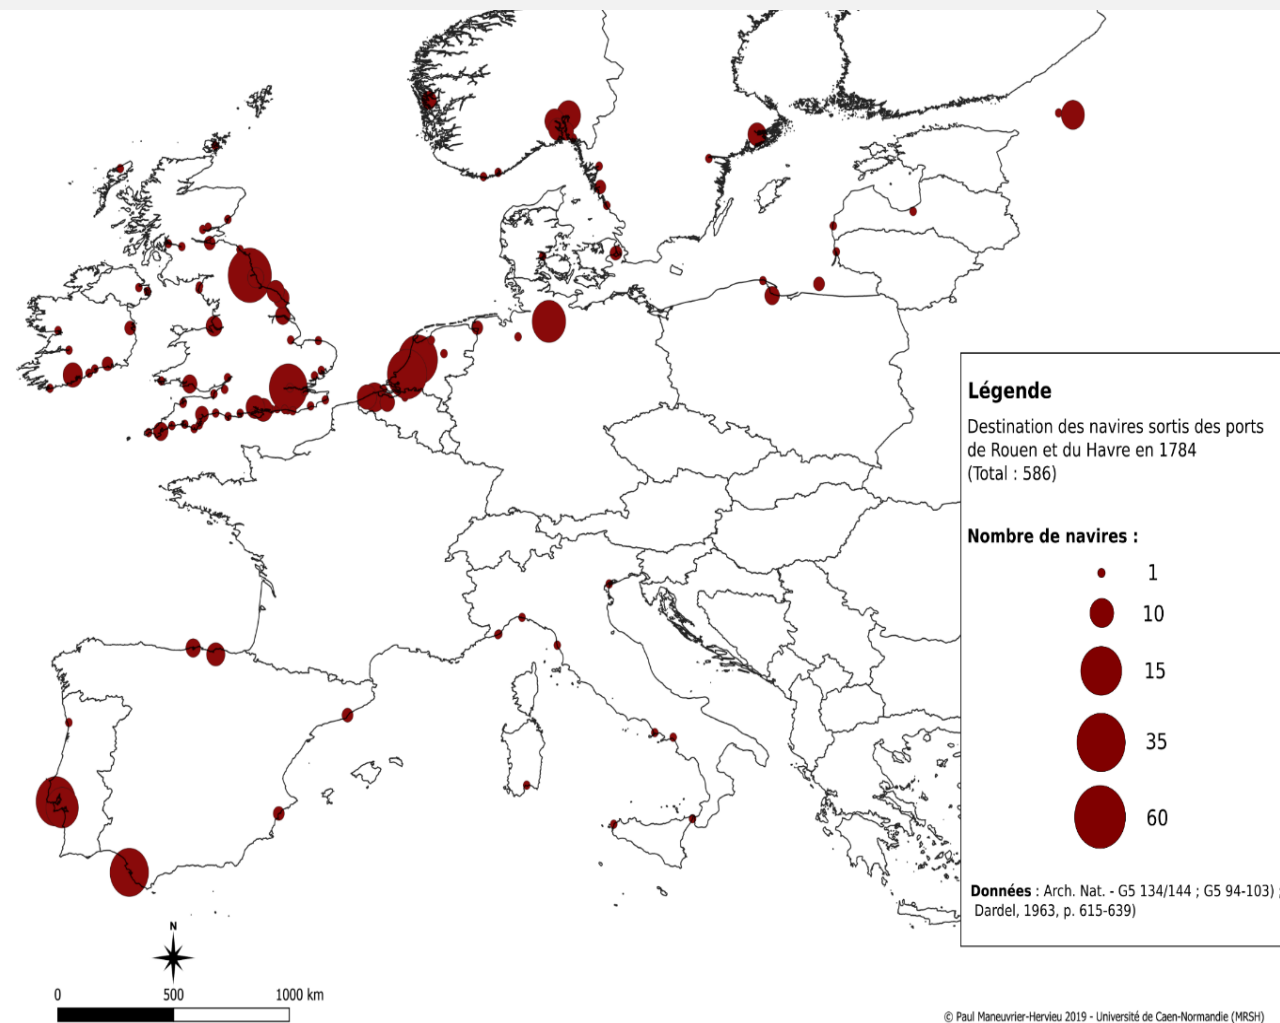 Légende
Destination des navires sortis des ports
de Rouen et du Havre en 1784
(Total : 586)
Nombre de navires :
1
10
15
35
60
Données : Arch. Nat. - G5 134/144 ; G5 94-103) ;
Dardel, 1963, p. 615-639)
N
0 500 1000 km
© Paul Maneuvrier-Hervieu 2019 - Université de Caen-Normandie (MRSH)